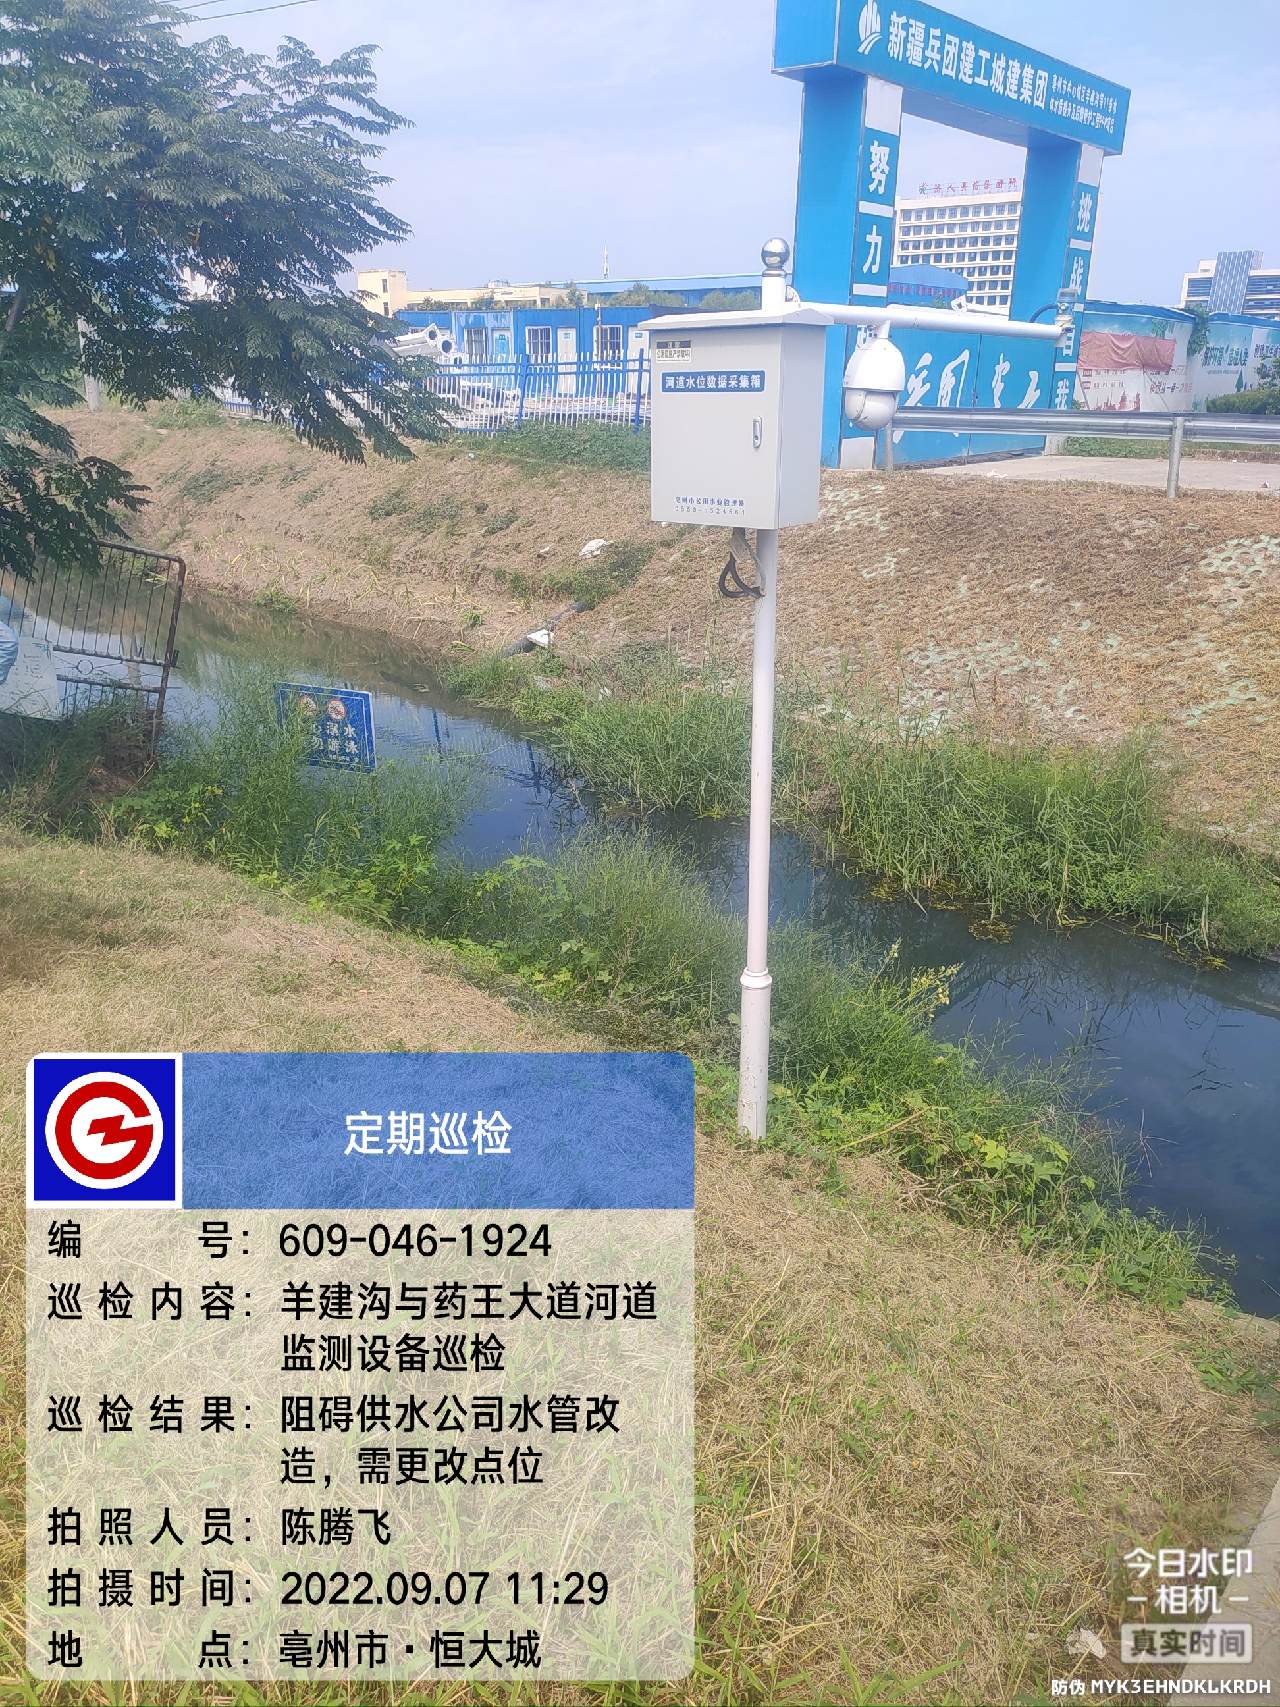 新疆兵团建工城建集团
努力
挑战
河道水位数据采集箱
定期巡检
编号：609-046-1924
巡检内容：羊建沟与药王大道河道
监测设备巡检
巡检结果：阻碍供水公司水管改
造，需更改点位
拍照人员：陈腾飞
拍摄时间：2022.09.07 11:29
地点：亳州市·恒大城
今日水印
-相机-
真实时间
防伪 MYK3EHNDKLKRDH